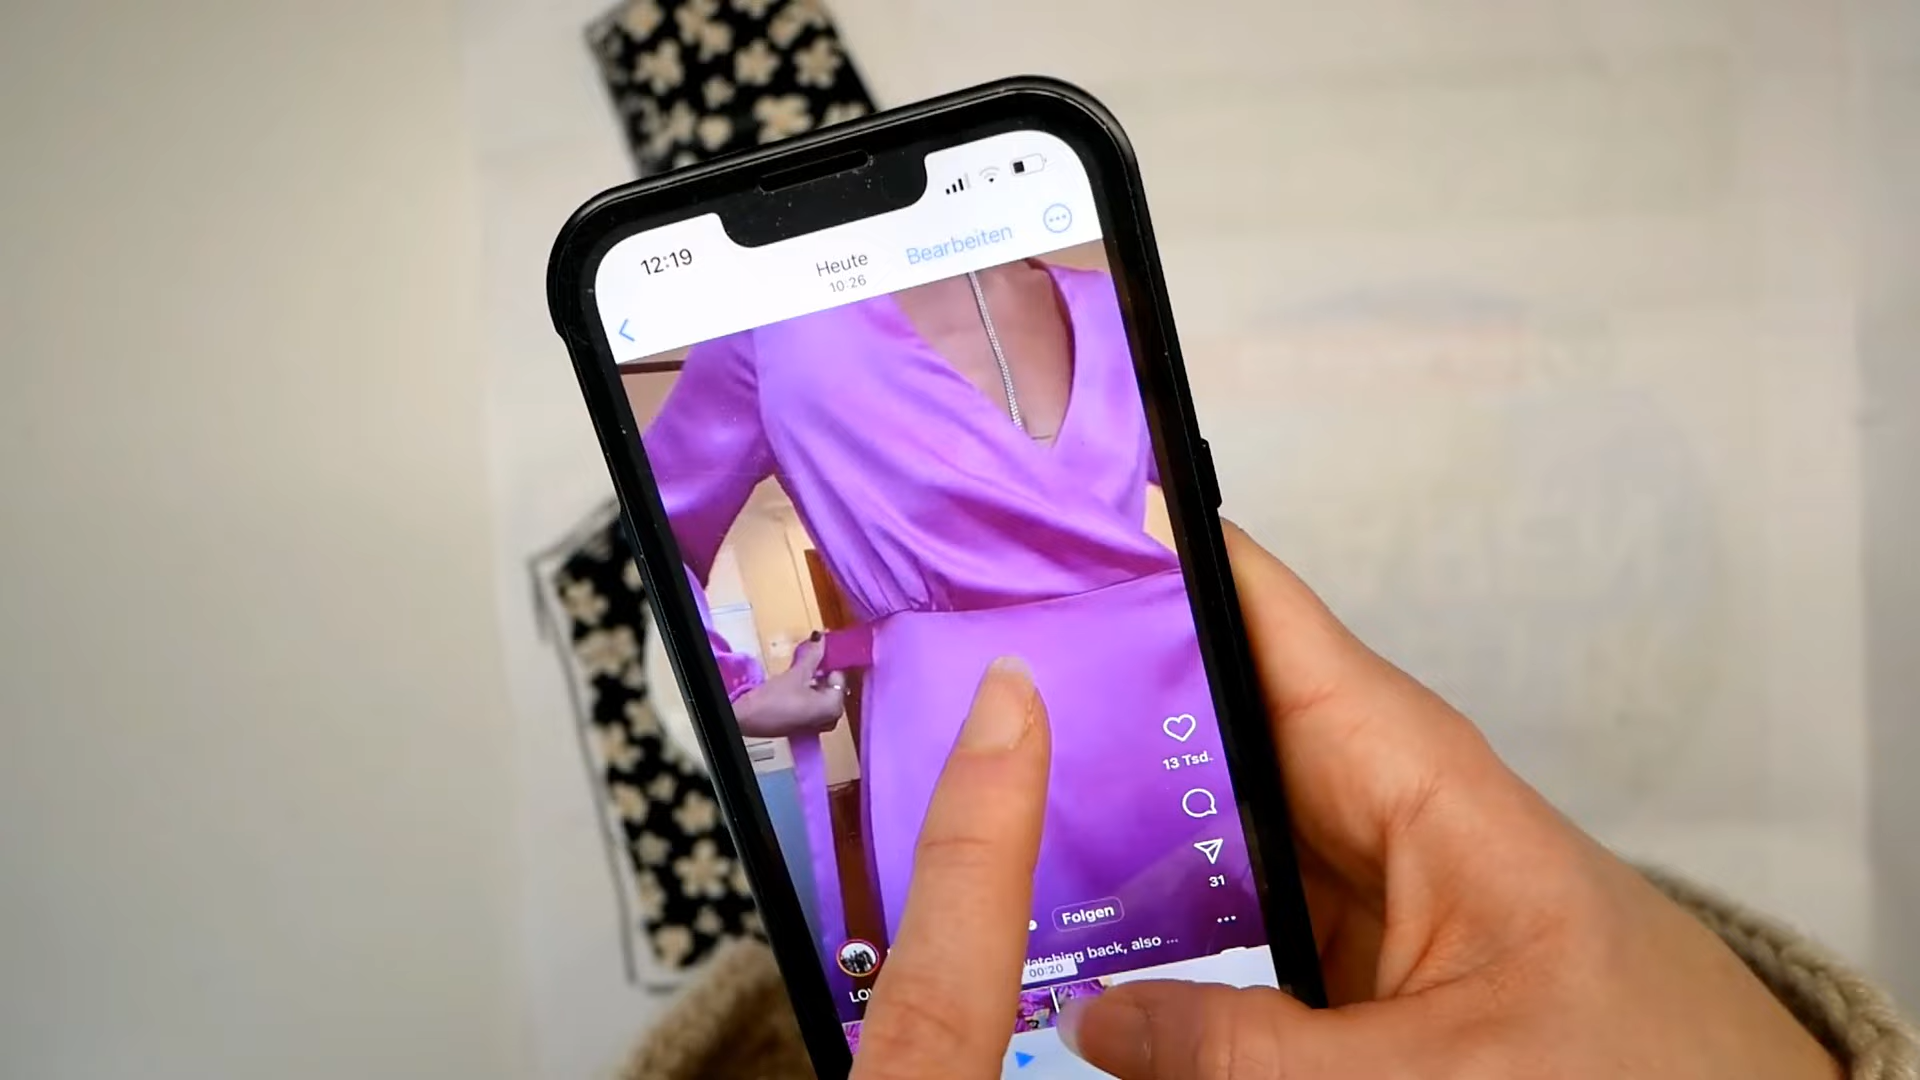 12:19
Heute
10:26
Bearbeiten
13 Tsd.
31
Folgen
Watching back, also ...
00:20